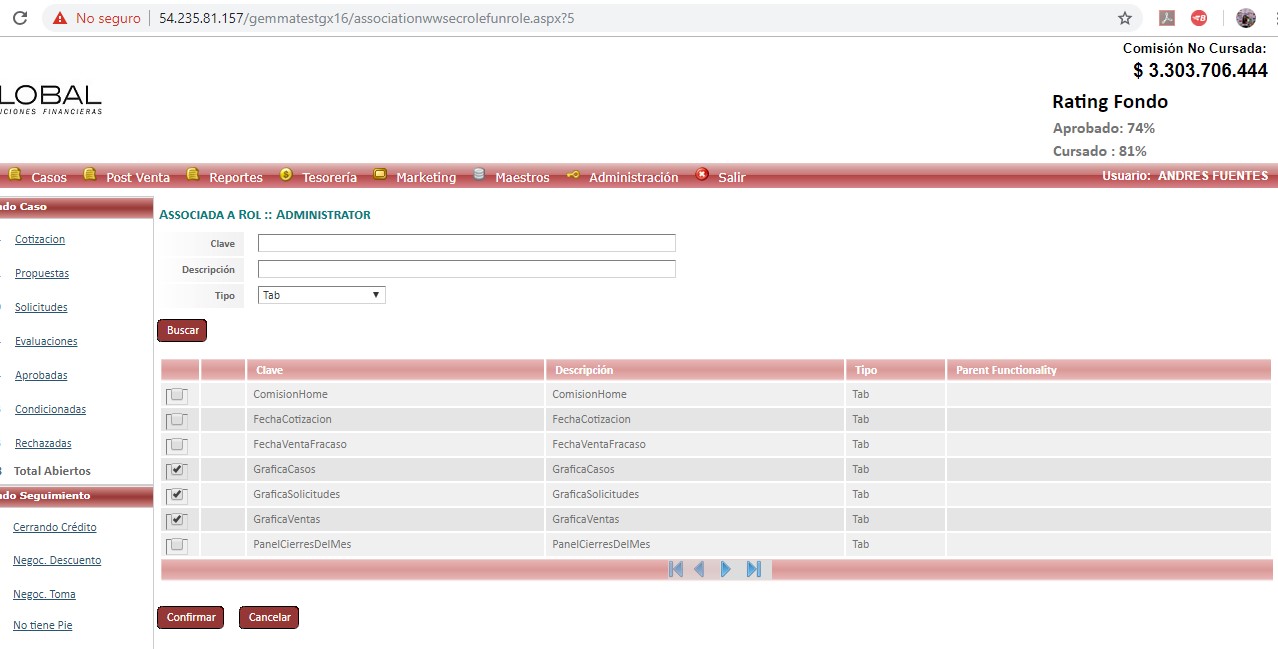 No seguro
54.235.81.157/gemmatestgx16/associationwwsecrolefunrole.aspx?5
Comisión No Cursada:
$ 3.303.706.444
LOBAL
CIONES FINANCIERAS
Rating Fondo
Aprobado: 74%
Cursado : 81%
Casos Post Venta Reportes Tesorería Marketing Maestros Administración Salir Usuario: ANDRES FUENTES
do Caso
Associada a Rol :: Administrator
Cotizacion
Propuestas
Solicitudes
Evaluaciones
Aprobadas
Condicionadas
Rechazadas
Total Abiertos
do Seguimiento
Cerrando Crédito
Negoc. Descuento
Negoc. Toma
No tiene Pie
Clave
Descripción
Tipo Tab
Buscar
Clave Descripción Tipo Parent Functionality
ComisionHome ComisionHome Tab
FechaCotizacion FechaCotizacion Tab
FechaVentaFracaso FechaVentaFracaso Tab
GraficaCasos GraficaCasos Tab
GraficaSolicitudes GraficaSolicitudes Tab
GraficaVentas GraficaVentas Tab
PanelCierresDelMes PanelCierresDelMes Tab
Confirmar Cancelar